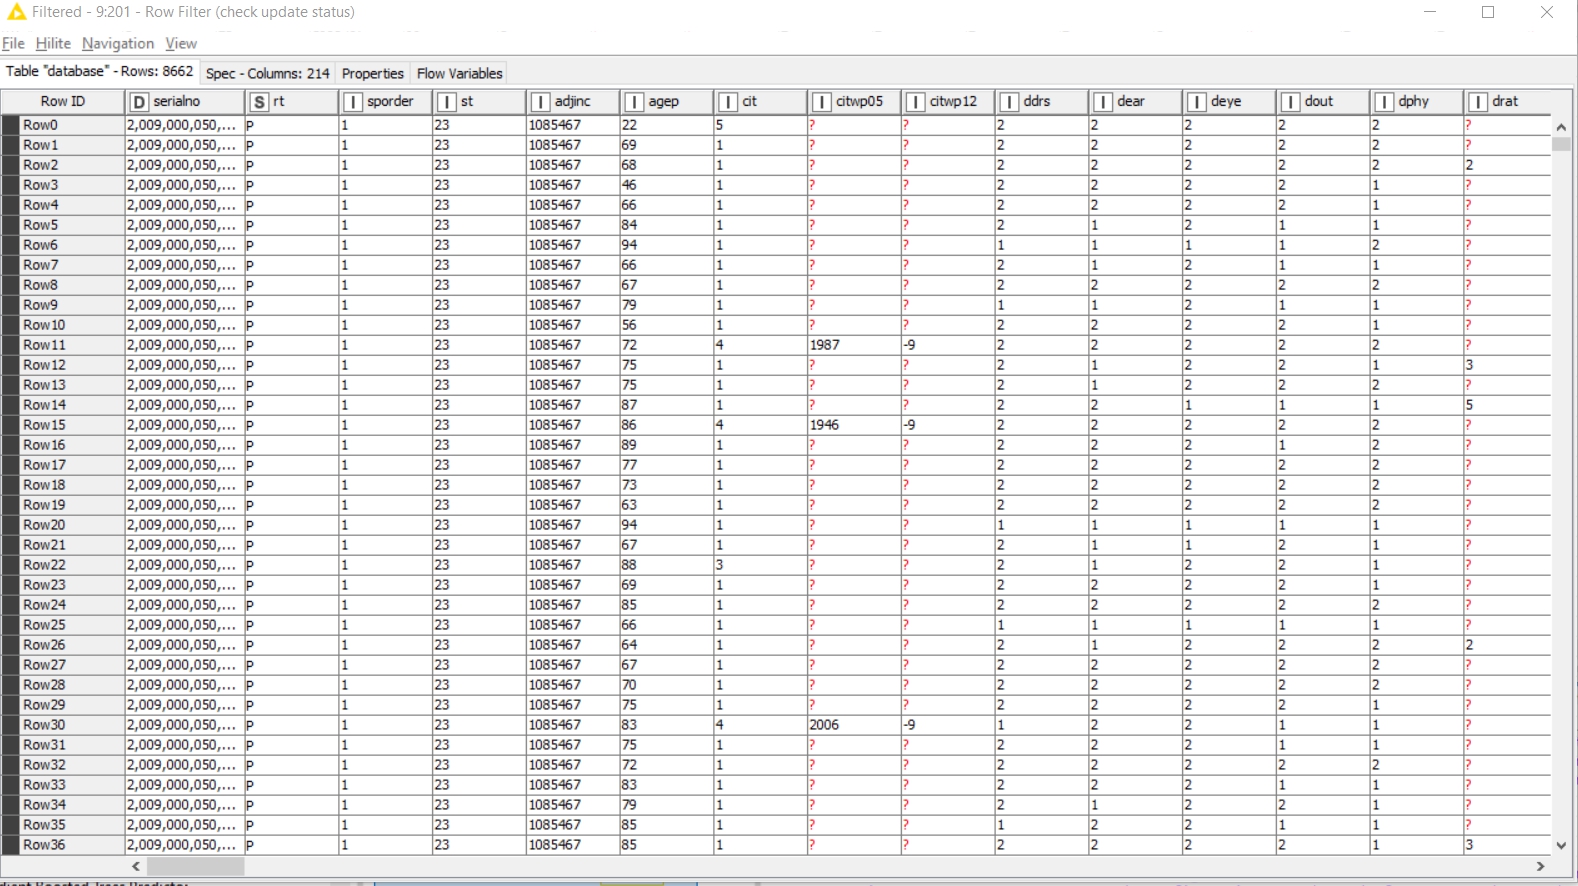 Filtered - 9:201 - Row Filter (check update status)
File Hilite Navigation View
Table "database" - Rows: 8662 Spec - Columns: 214 Properties Flow Variables
Row ID D serialno S rt I sporder I st I adjinc I agep I cit I citwp05 I citwp12 I ddrs I dear I deye I dout I dphy I drat
Row0 2,009,000,050,... P 1 23 1085467 22 5 ? ? 2 2 2 2 2 ?
Row1 2,009,000,050,... P 1 23 1085467 69 1 ? ? 2 2 2 2 2 ?
Row2 2,009,000,050,... P 1 23 1085467 68 1 ? ? 2 2 2 2 2 2
Row3 2,009,000,050,... P 1 23 1085467 46 1 ? ? 2 2 2 2 1 ?
Row4 2,009,000,050,... P 1 23 1085467 66 1 ? ? 2 2 2 2 1 ?
Row5 2,009,000,050,... P 1 23 1085467 84 1 ? ? 2 1 2 1 1 ?
Row6 2,009,000,050,... P 1 23 1085467 94 1 ? ? 1 1 1 1 2 ?
Row7 2,009,000,050,... P 1 23 1085467 66 1 ? ? 2 1 2 1 1 ?
Row8 2,009,000,050,... P 1 23 1085467 67 1 ? ? 2 2 2 2 2 ?
Row9 2,009,000,050,... P 1 23 1085467 79 1 ? ? 1 1 2 1 1 ?
Row10 2,009,000,050,... P 1 23 1085467 56 1 ? ? 2 2 2 2 1 ?
Row11 2,009,000,050,... P 1 23 1085467 72 4 1987 -9 2 2 2 2 2 ?
Row12 2,009,000,050,... P 1 23 1085467 75 1 ? ? 2 1 2 2 1 3
Row13 2,009,000,050,... P 1 23 1085467 75 1 ? ? 2 1 2 2 2 ?
Row14 2,009,000,050,... P 1 23 1085467 87 1 ? ? 2 2 1 1 1 5
Row15 2,009,000,050,... P 1 23 1085467 86 4 1946 -9 2 2 2 2 2 ?
Row16 2,009,000,050,... P 1 23 1085467 89 1 ? ? 2 2 2 1 2 ?
Row17 2,009,000,050,... P 1 23 1085467 77 1 ? ? 2 2 2 2 2 ?
Row18 2,009,000,050,... P 1 23 1085467 73 1 ? ? 2 2 2 2 2 ?
Row19 2,009,000,050,... P 1 23 1085467 63 1 ? ? 2 2 2 2 2 ?
Row20 2,009,000,050,... P 1 23 1085467 94 1 ? ? 1 1 1 1 1 ?
Row21 2,009,000,050,... P 1 23 1085467 67 1 ? ? 2 1 1 2 1 ?
Row22 2,009,000,050,... P 1 23 1085467 88 3 ? ? 2 1 2 2 1 ?
Row23 2,009,000,050,... P 1 23 1085467 69 1 ? ? 2 2 2 2 1 ?
Row24 2,009,000,050,... P 1 23 1085467 85 1 ? ? 2 2 2 2 2 ?
Row25 2,009,000,050,... P 1 23 1085467 66 1 ? ? 1 1 1 1 1 ?
Row26 2,009,000,050,... P 1 23 1085467 64 1 ? ? 2 1 2 2 2 2
Row27 2,009,000,050,... P 1 23 1085467 67 1 ? ? 2 2 2 2 2 ?
Row28 2,009,000,050,... P 1 23 1085467 70 1 ? ? 2 2 2 2 2 ?
Row29 2,009,000,050,... P 1 23 1085467 75 1 ? ? 2 2 2 2 1 ?
Row30 2,009,000,050,... P 1 23 1085467 83 4 2006 -9 1 2 2 1 1 ?
Row31 2,009,000,050,... P 1 23 1085467 75 1 ? ? 2 2 2 1 1 ?
Row32 2,009,000,050,... P 1 23 1085467 72 1 ? ? 2 2 2 2 2 ?
Row33 2,009,000,050,... P 1 23 1085467 83 1 ? ? 2 2 2 1 1 ?
Row34 2,009,000,050,... P 1 23 1085467 79 1 ? ? 2 1 2 2 1 ?
Row35 2,009,000,050,... P 1 23 1085467 85 1 ? ? 1 2 2 1 1 ?
Row36 2,009,000,050,... P 1 23 1085467 85 1 ? ? 2 2 2 2 1 3